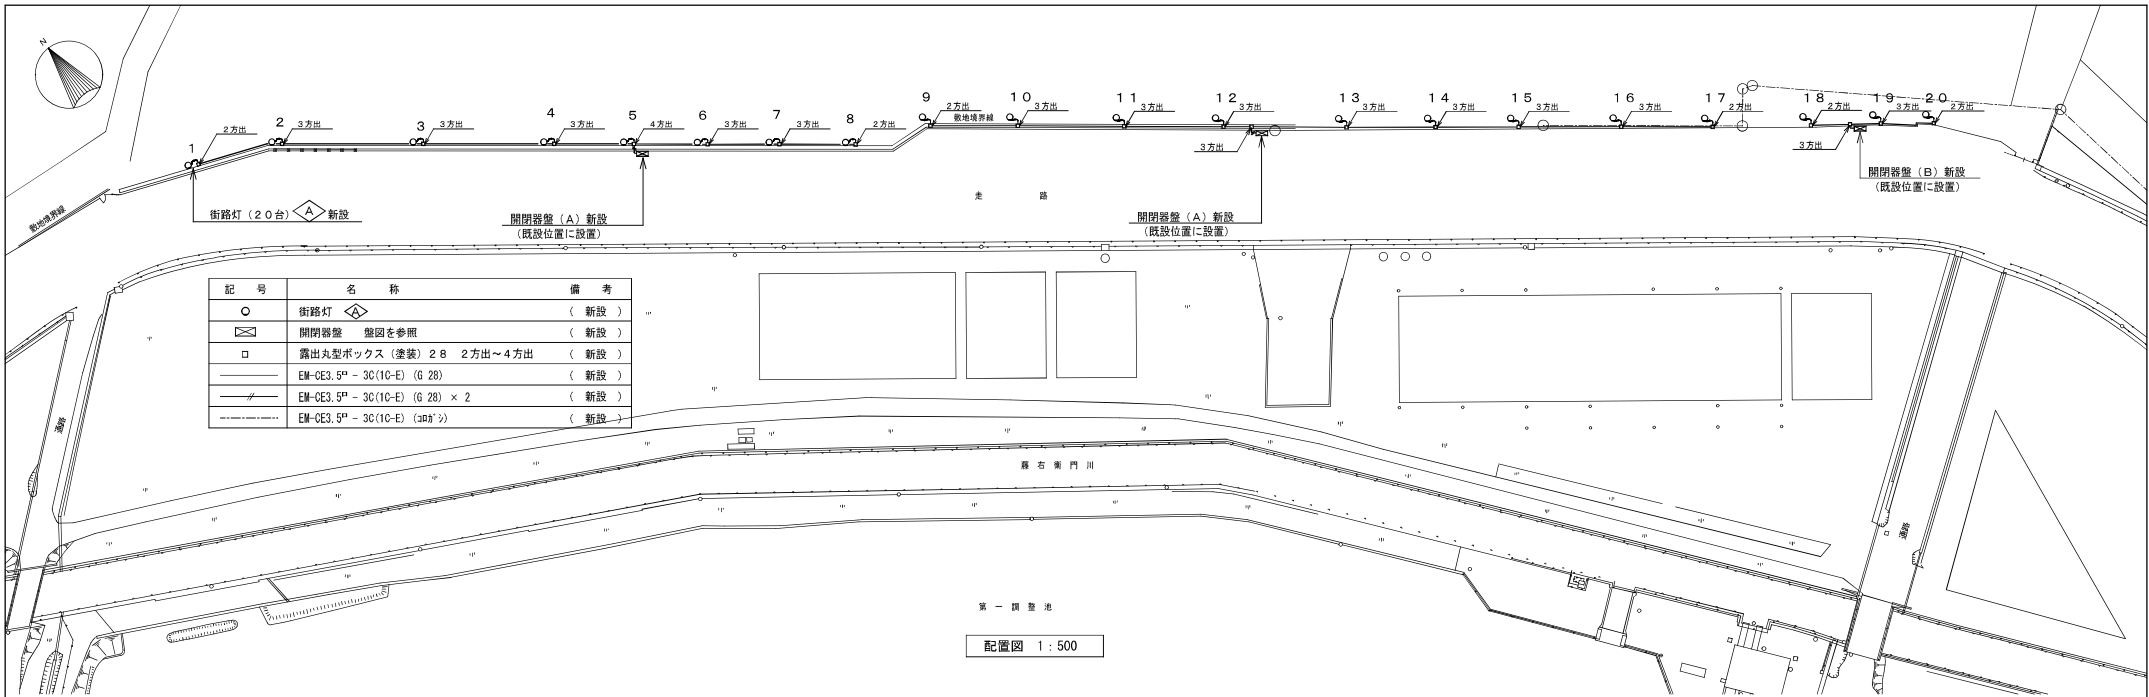 N
1
2方出
2
3方出
3
3方出
4
3方出
5
4方出
6
3方出
7
3方出
8
2方出
9
2方出
敷地境界線
10
3方出
11
3方出
12
3方出
3方出
13
3方出
14
3方出
15
3方出
16
3方出
17
2方出
18
2方出
3方出
19
3方出
20
2方出
敷地境界線
街路灯(20台) A 新設
開閉器盤(A)新設
(既設位置に設置)
走路
開閉器盤(A)新設
(既設位置に設置)
開閉器盤(B)新設
(既設位置に設置)
記号 名称 備考
街路灯 A (新設)
開閉器盤 盤図を参照 (新設)
露出丸型ボックス(塗装)28 2方出~4方出 (新設)
EM-CE3.5□ - 3C(1C-E) (G 28) (新設)
EM-CE3.5□ - 3C(1C-E) (G 28) × 2 (新設)
EM-CE3.5□ - 3C(1C-E) (コロガシ) (新設)
通路
藤右衛門川
通路
第一調整池
配置図 1:500